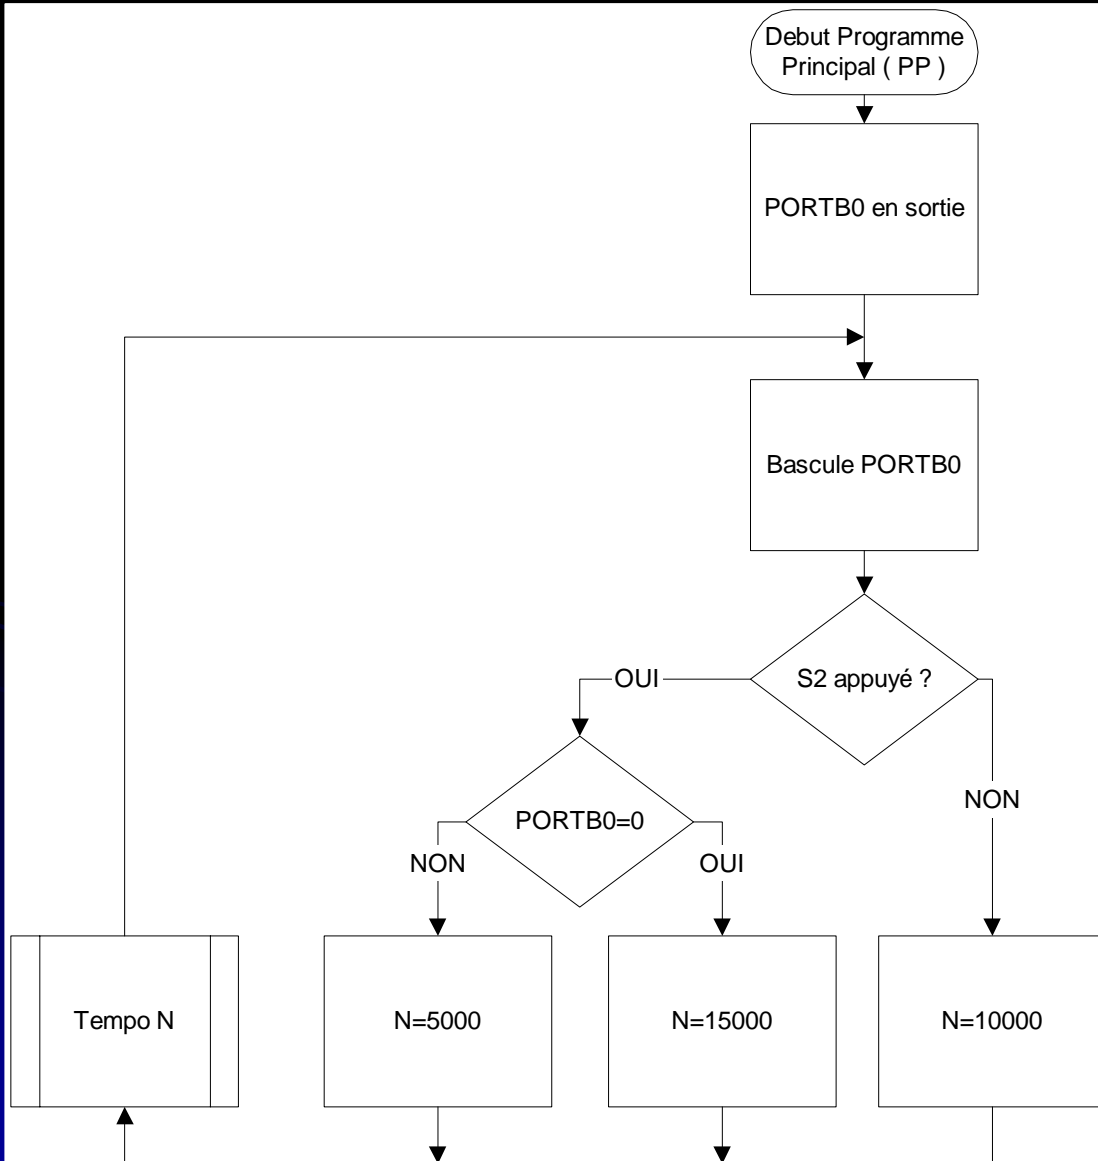 Debut Programme
Principal ( PP )
PORTB0 en sortie
Bascule PORTB0
S2 appuyé ?
OUI
NON
PORTB0=0
NON
OUI
Tempo N
N=5000
N=15000
N=10000